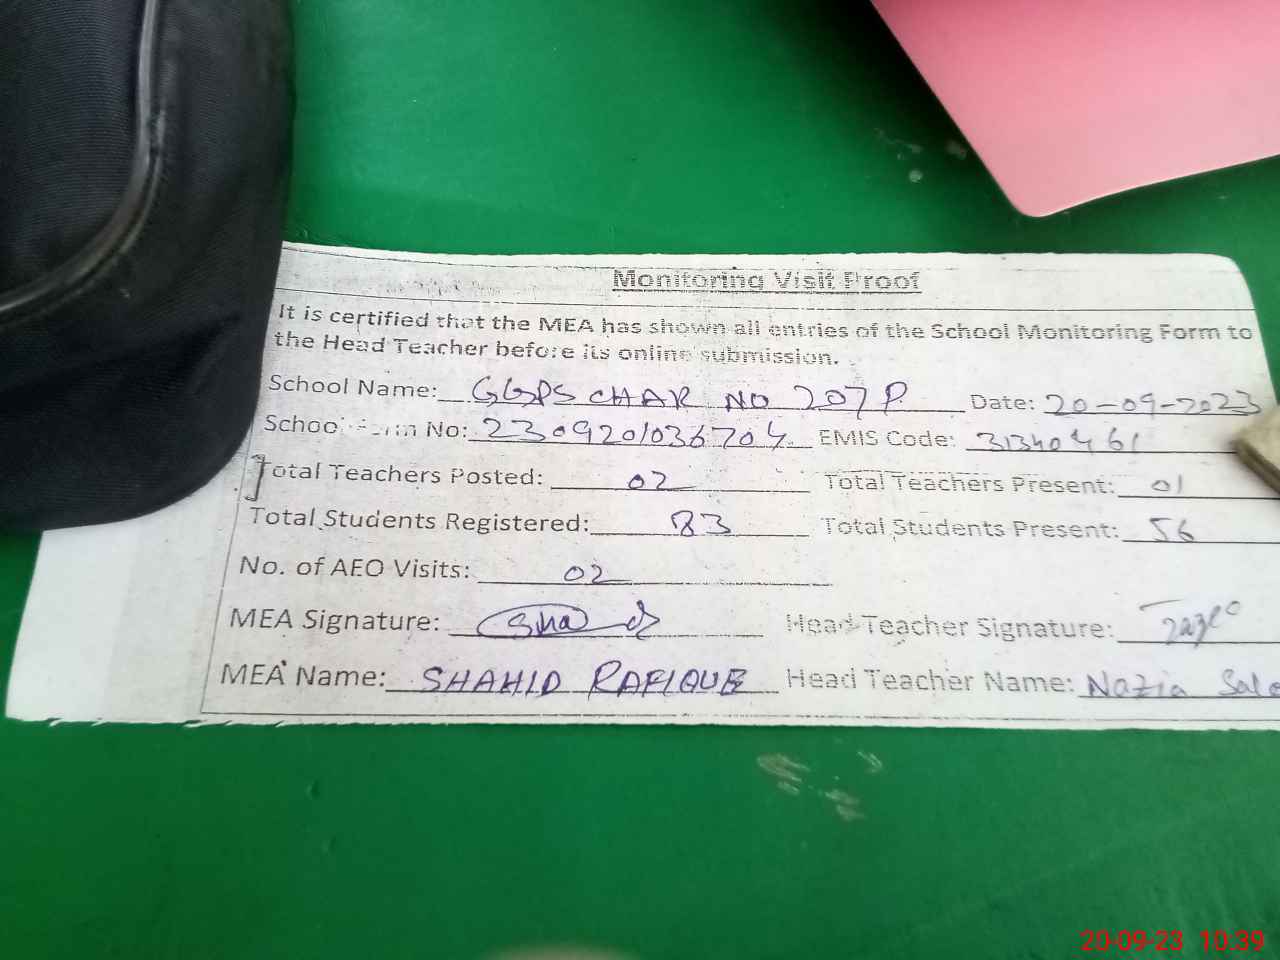 Monitoring Visit Proof
It is certified that the MEA has shown all entries of the School Monitoring Form to
the Head Teacher before its online submission.
School Name: GGPS CHAK NO 207 P Date: 20-09-2023
School Form No: 2309201036704 EMIS Code: 31340461
Total Teachers Posted: 02 Total Teachers Present: 01
Total Students Registered: 83 Total Students Present: 56
No. of AEO Visits: 02
MEA Signature: Head Teacher Signature:
MEA Name: SHAHID RAFIQUE Head Teacher Name: Nazia
20-09-23 10:39